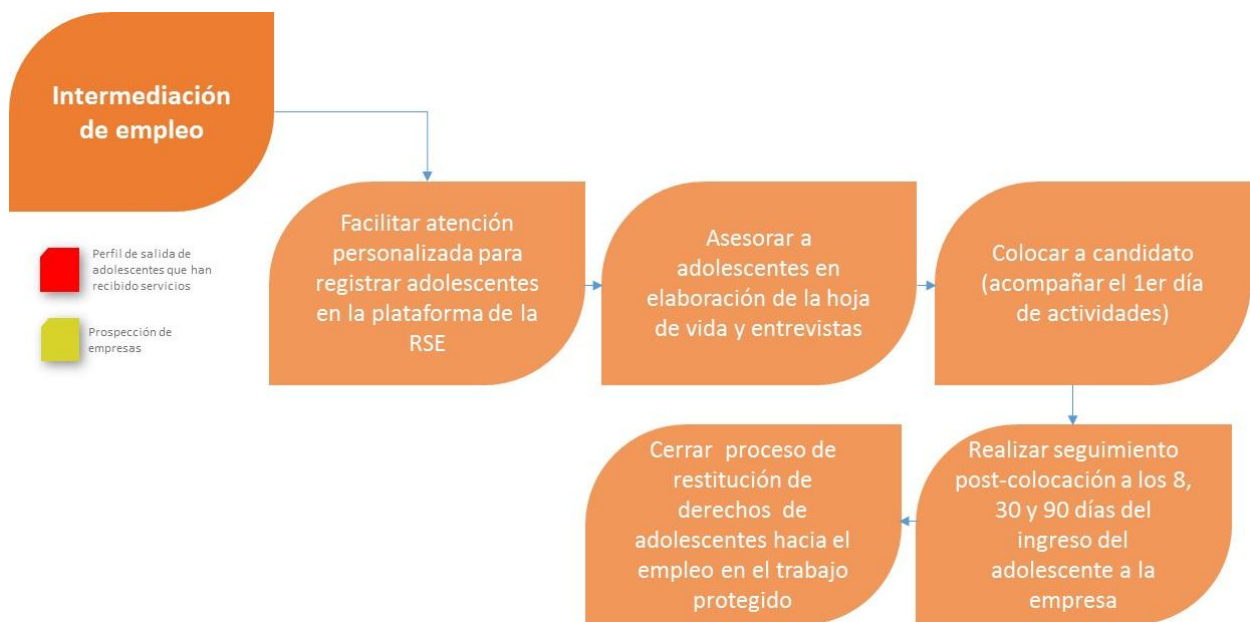 Intermediación
de empleo
Perfil de salida de
adolescentes que han
recibido servicios
Prospección de
empresas
Facilitar atención
personalizada para
registrar adolescentes
en la plataforma de la
RSE
Asesorar a
adolescentes en
elaboración de la hoja
de vida y entrevistas
Colocar a candidato
(acompañar el 1er día
de actividades)
Realizar seguimiento
post-colocación a los 8,
30 y 90 días del
ingreso del
adolescente a la
empresa
Cerrar proceso de
restitución de
derechos de
adolescentes hacia el
empleo en el trabajo
protegido